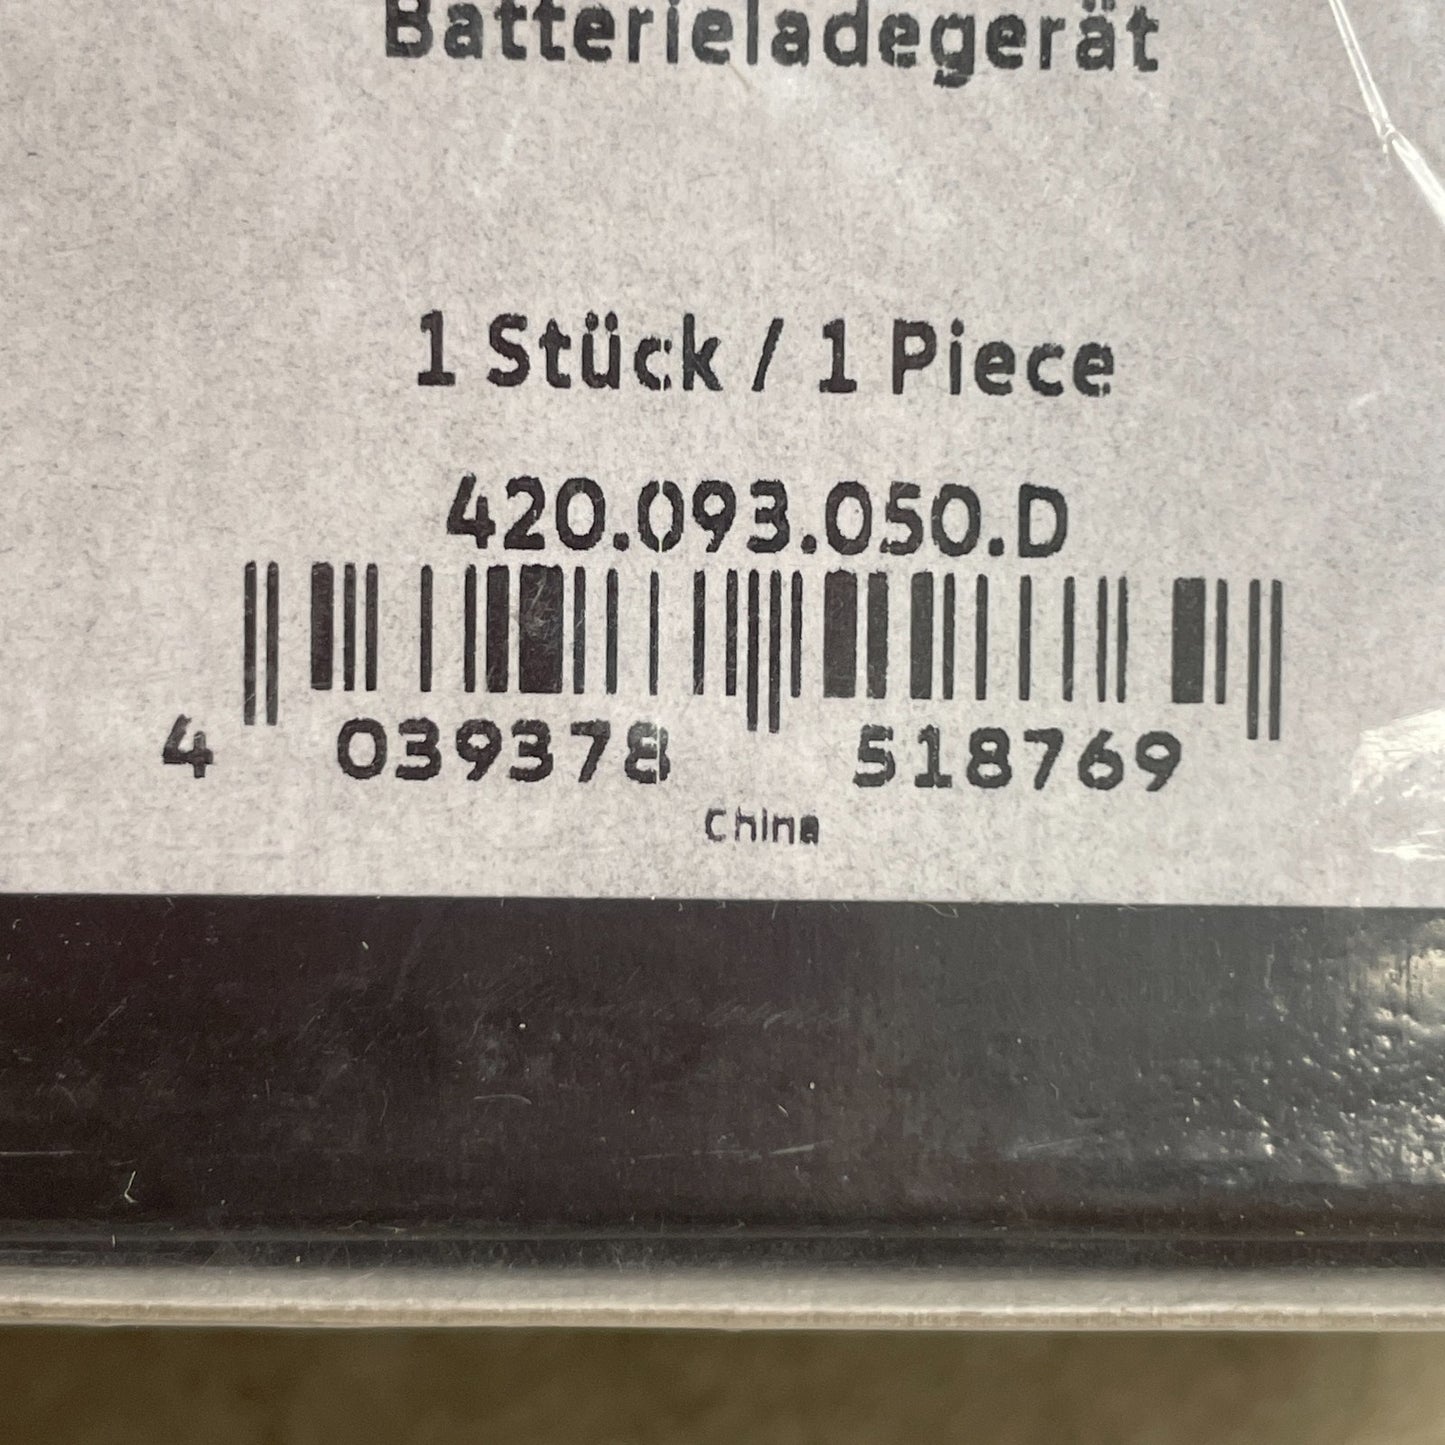 Batterieladegerät
1 Stück / 1 Piece
420.093.050.D
4 039378 518769
China